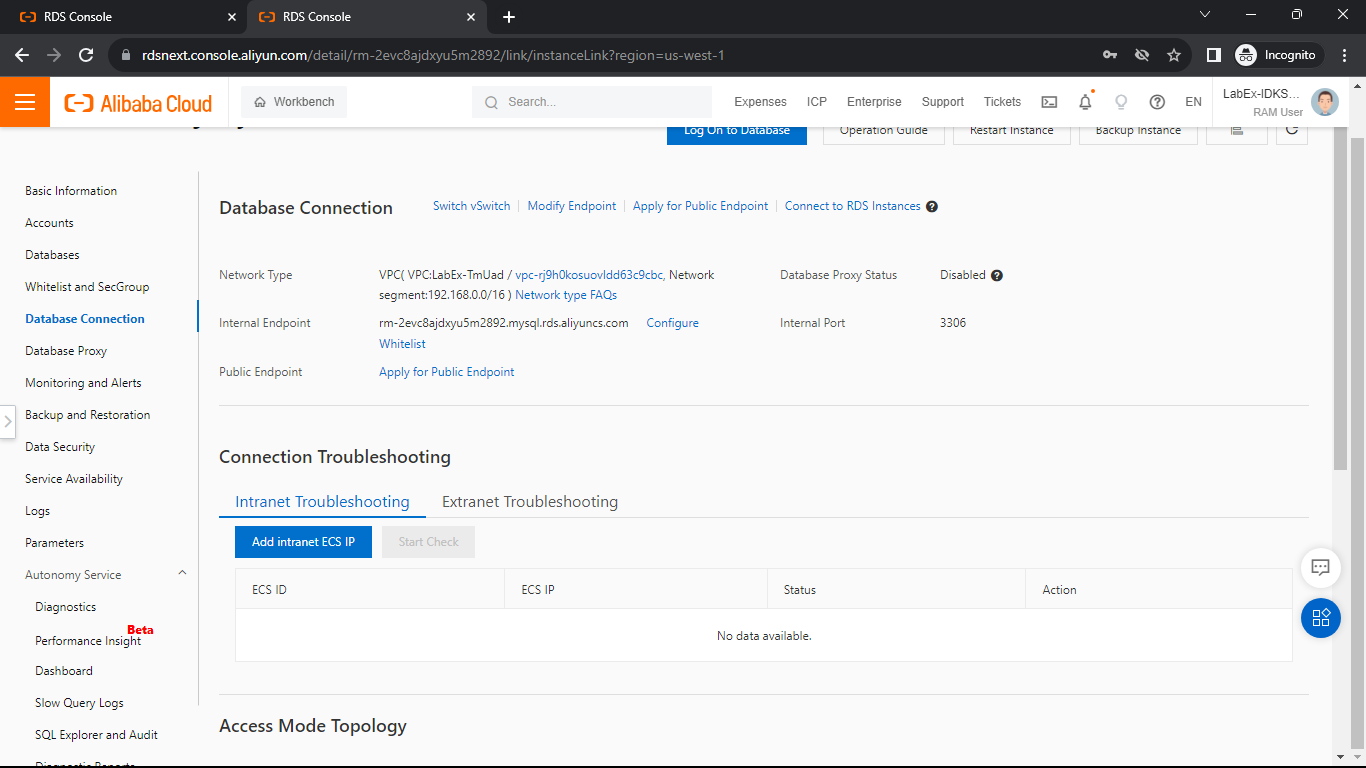 RDS Console
RDS Console
rdsnext.console.aliyun.com/detail/rm-2evc8ajdxyu5m2892/link/instanceLink?region=us-west-1
Incognito
Alibaba Cloud
Workbench
Search...
Expenses
ICP
Enterprise
Support
Tickets
EN
LabEx-IDKS...
RAM User
Log On to Database
Operation Guide
Restart Instance
Backup Instance
Basic Information
Accounts
Databases
Whitelist and SecGroup
Database Connection
Database Proxy
Monitoring and Alerts
Backup and Restoration
Data Security
Service Availability
Logs
Parameters
Autonomy Service
Diagnostics
Beta
Performance Insight
Dashboard
Slow Query Logs
SQL Explorer and Audit
Diagnostic Reports
Database Connection
Switch vSwitch
Modify Endpoint
Apply for Public Endpoint
Connect to RDS Instances
Network Type
VPC( VPC:LabEx-TmUad / vpc-rj9h0kosuovldd63c9cbc, Network
segment:192.168.0.0/16 ) Network type FAQs
Database Proxy Status
Disabled
Internal Endpoint
rm-2evc8ajdxyu5m2892.mysql.rds.aliyuncs.com Configure
Whitelist
Internal Port
3306
Public Endpoint
Apply for Public Endpoint
Connection Troubleshooting
Intranet Troubleshooting
Extranet Troubleshooting
Add intranet ECS IP
Start Check
ECS ID
ECS IP
Status
Action
No data available.
Access Mode Topology